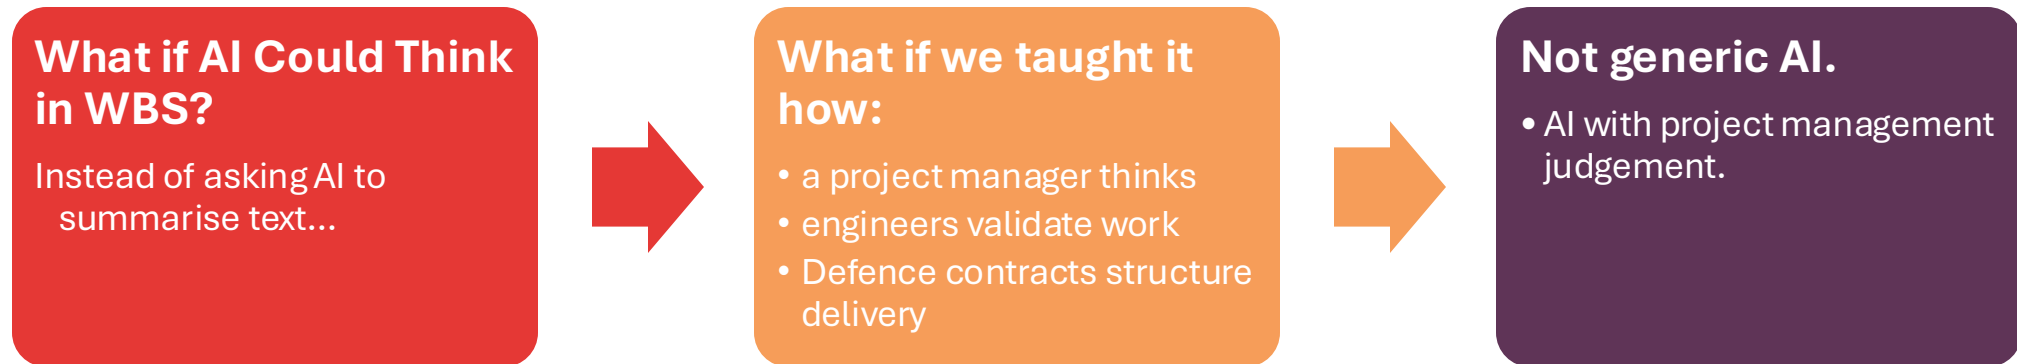 What if AI Could Think
in WBS?
Instead of asking AI to
summarise text...
What if we taught it
how:
• a project manager thinks
• engineers validate work
• Defence contracts structure
delivery
Not generic AI.
• AI with project management
judgement.